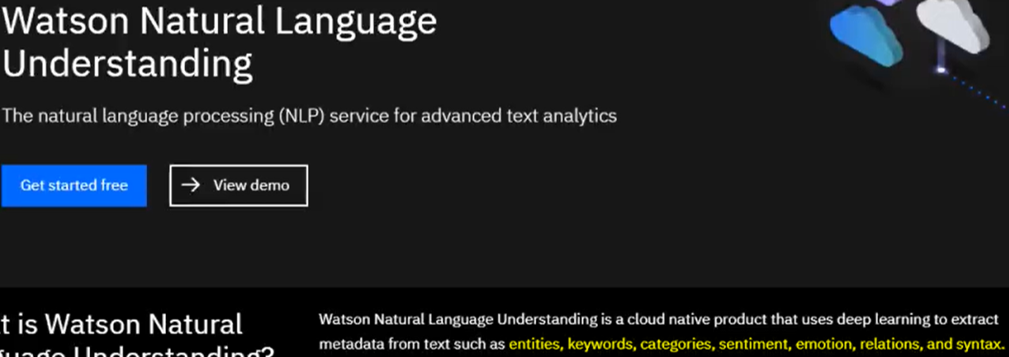 Watson Natural Language
Understanding
The natural language processing (NLP) service for advanced text analytics
Get started free
→ View demo
t is Watson Natural
guage Understanding?
Watson Natural Language Understanding is a cloud native product that uses deep learning to extract
metadata from text such as entities, keywords, categories, sentiment, emotion, relations, and syntax.